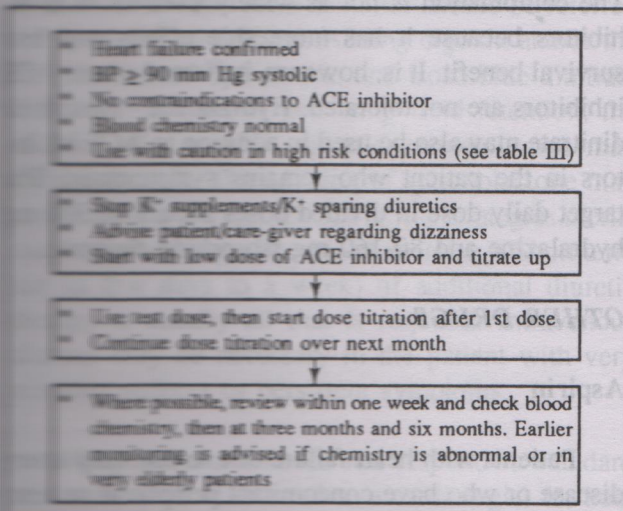 - Heart failure confirmed
- BP ≥ 90 mm Hg systolic
- No contraindications to ACE inhibitor
- Blood chemistry normal
- Use with caution in high risk conditions (see table III)
- Stop K⁺ supplements/K⁺ sparing diuretics
- Advise patient/care-giver regarding dizziness
- Start with low dose of ACE inhibitor and titrate up
- Use test dose, then start dose titration after 1st dose
- Continue dose titration over next month
- Where possible, review within one week and check blood
chemistry, then at three months and six months. Earlier
monitoring is advised if chemistry is abnormal or in
very elderly patients